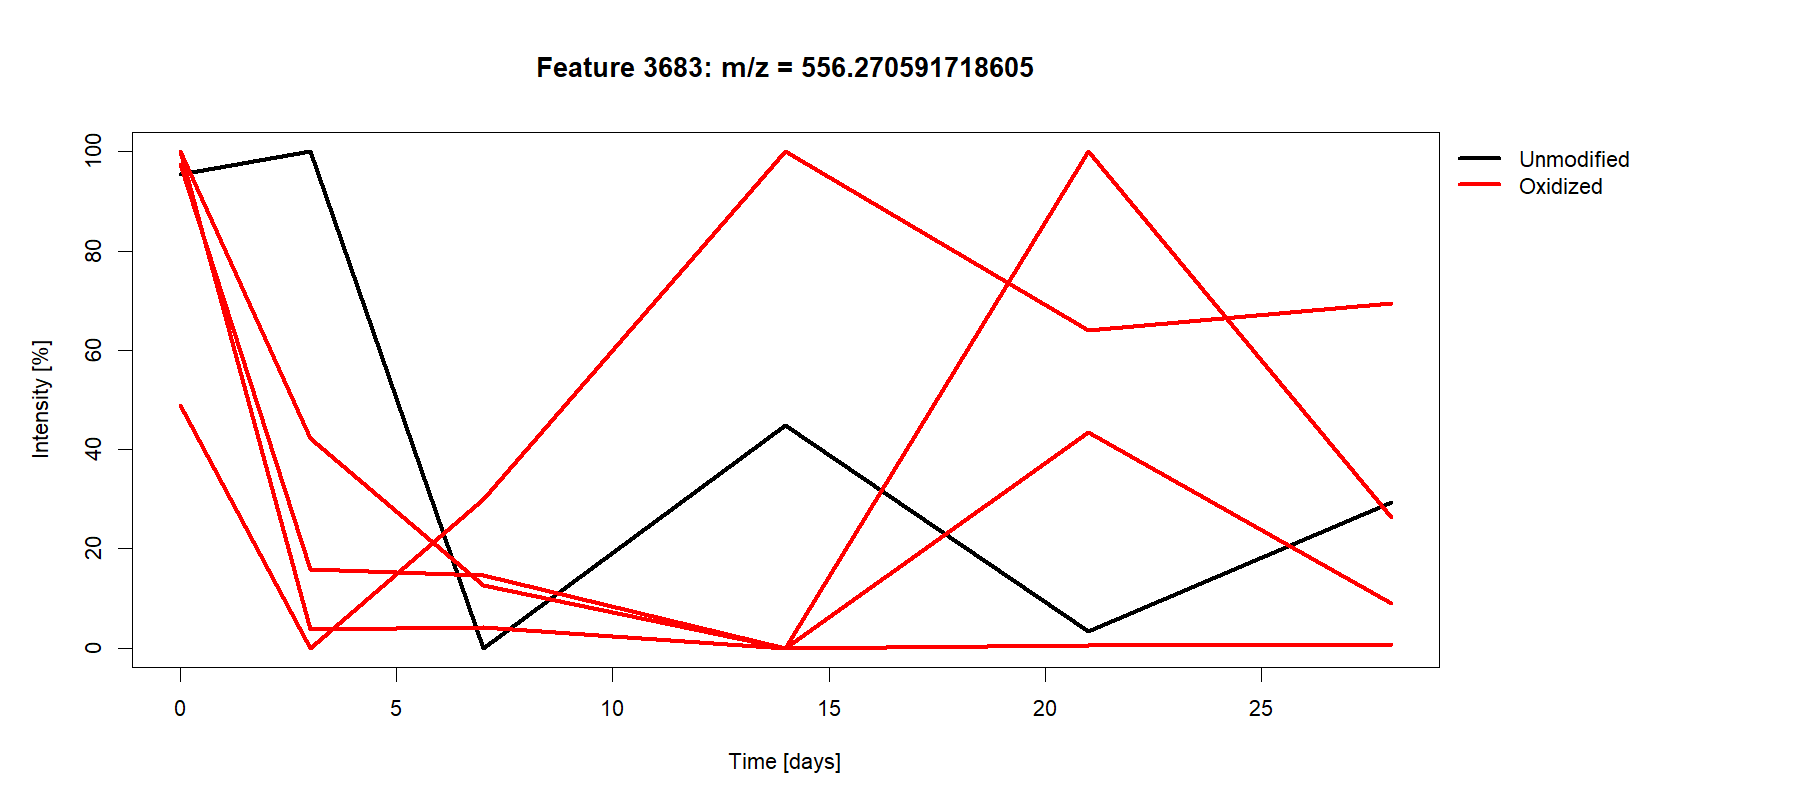 Feature 3683: m/z = 556.270591718605
Unmodified
Oxidized
Intensity [%]
100
80
60
40
20
0
0 5 10 15 20 25
Time [days]